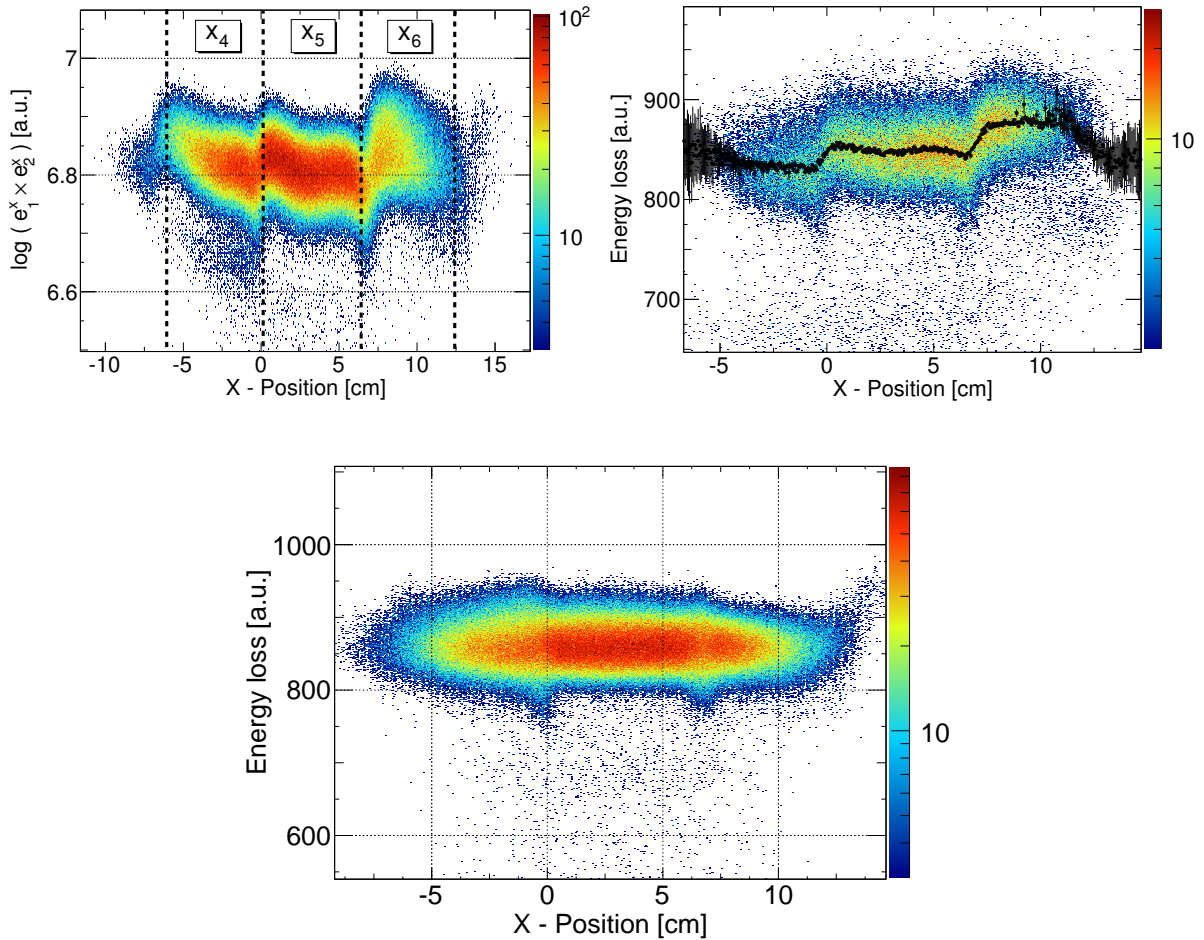 x4 x5 x6
10^2
10
7
6.8
6.6
log ( e_1^x × e_2^x ) [a.u.]
-10 -5 0 5 10 15
X - Position [cm]
900
800
700
Energy loss [a.u.]
10
-5 0 5 10
X - Position [cm]
1000
800
600
Energy loss [a.u.]
10
-5 0 5 10
X - Position [cm]